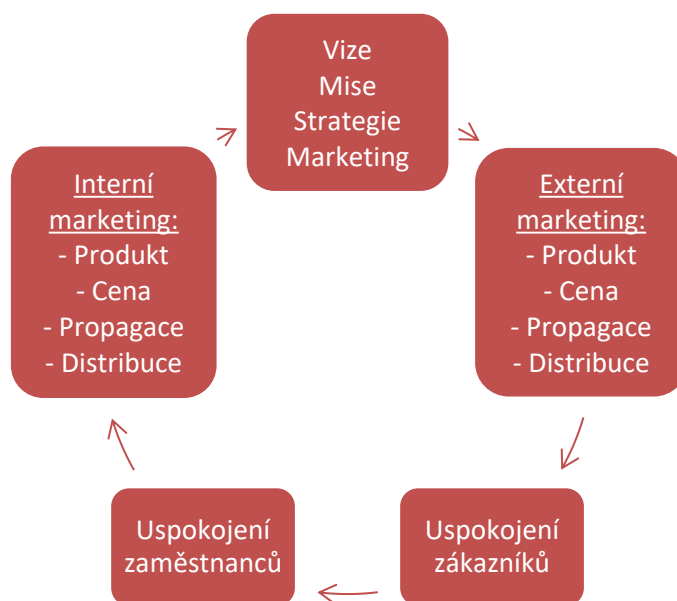 Vize
Mise
Strategie
Marketing
Interní
marketing:
- Produkt
- Cena
- Propagace
- Distribuce
Externí
marketing:
- Produkt
- Cena
- Propagace
- Distribuce
Uspokojení
zaměstnanců
Uspokojení
zákazníků